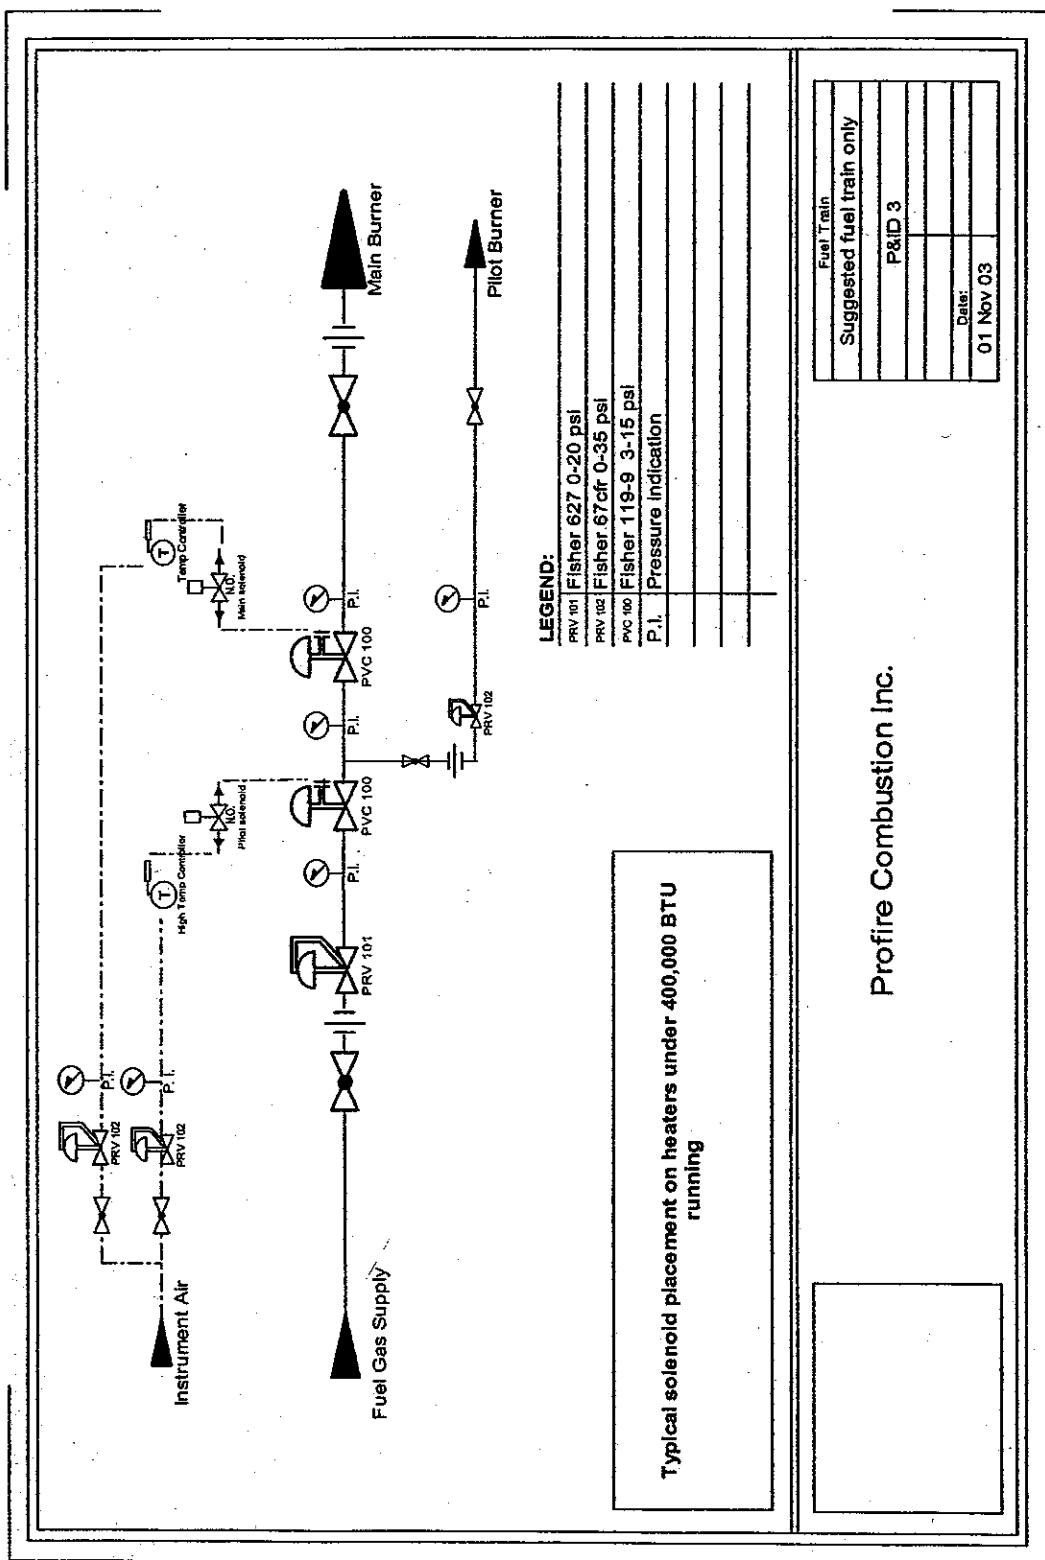 Instrument Air
PRV 102
P.I.
PRV 102
P.I.
High Temp Controller
T
N.O.
Pilot solenoid
Temp Controller
T
N.O.
Main solenoid
Fuel Gas Supply
PRV 101
P.I.
PVC 100
P.I.
PVC 100
P.I.
Main Burner
PRV 102
P.I.
Pilot Burner
Typical solenoid placement on heaters under 400,000 BTU
running
LEGEND:
PRV 101 Fisher 627 0-20 psi
PRV 102 Fisher 67cfr 0-35 psi
PVC 100 Fisher 119-9 3-15 psi
P.I. Pressure Indication
Profire Combustion Inc.
Fuel Train
Suggested fuel train only
P&ID 3
Date:
01 Nov 03